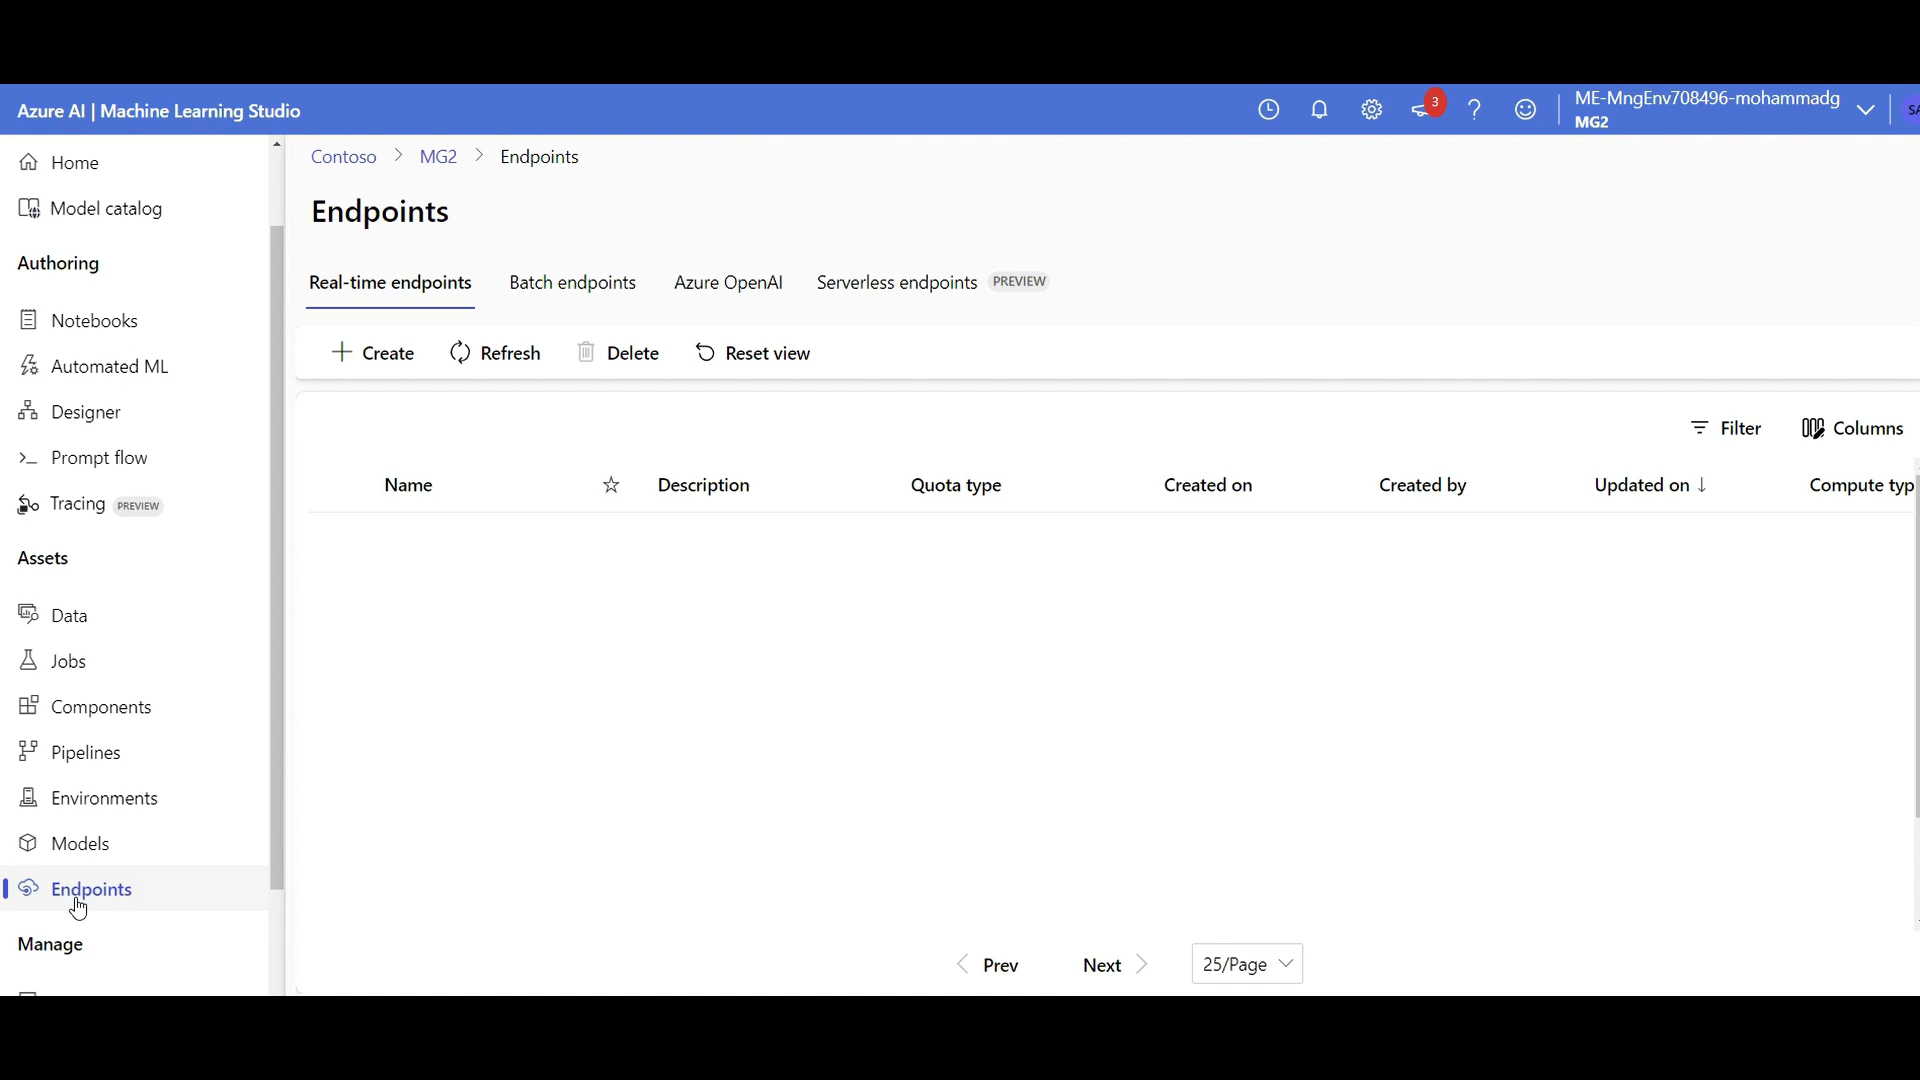 Azure AI | Machine Learning Studio
3
ME-MngEnv708496-mohammadg
MG2
Home
Model catalog
Authoring
Notebooks
Automated ML
Designer
Prompt flow
Tracing PREVIEW
Assets
Data
Jobs
Components
Pipelines
Environments
Models
Endpoints
Manage
Contoso > MG2 > Endpoints
Endpoints
Real-time endpoints Batch endpoints Azure OpenAI Serverless endpoints PREVIEW
Create Refresh Delete Reset view
Filter Columns
Name Description Quota type Created on Created by Updated on ↓ Compute typ
Prev Next 25/Page